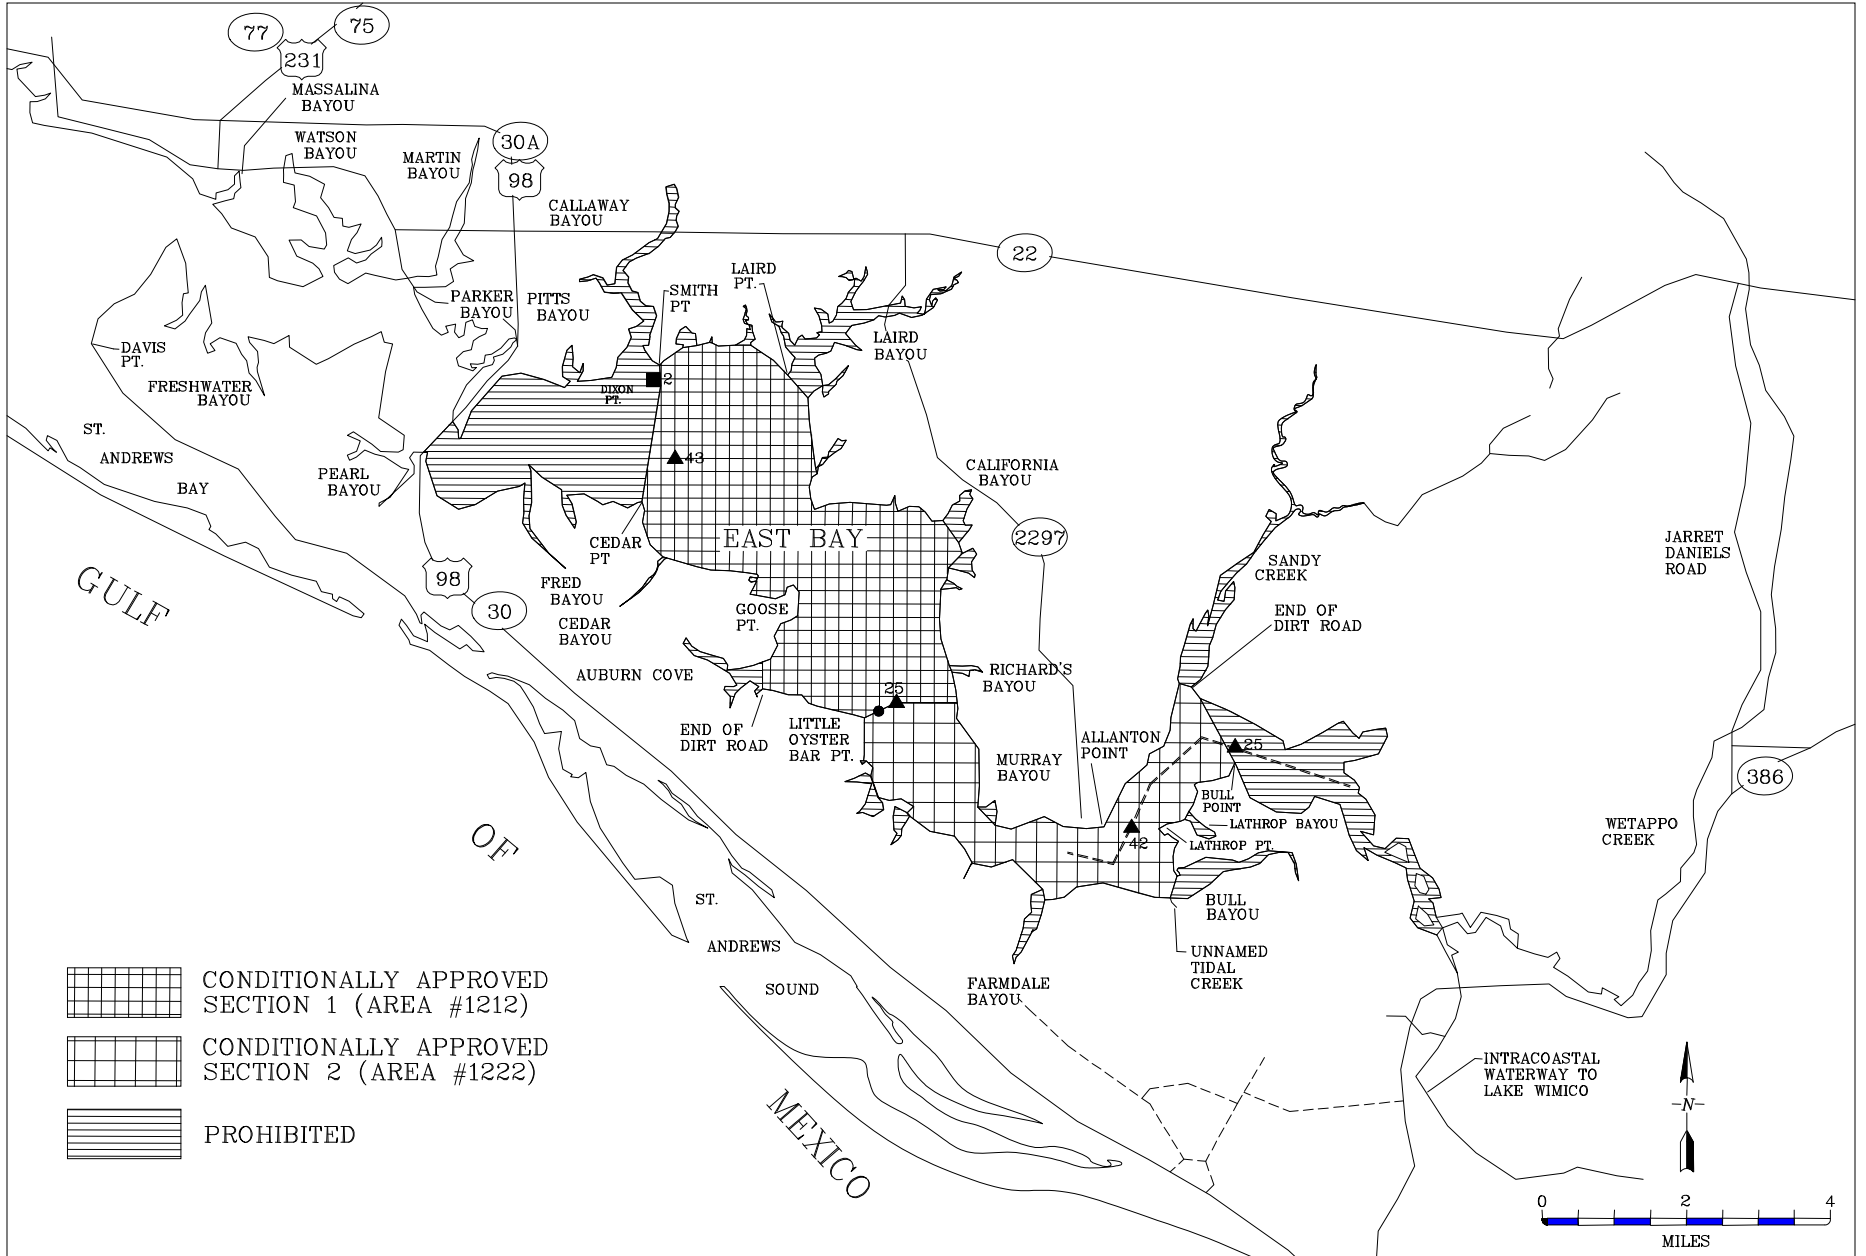 77
75
231
MASSALINA
BAYOU
WATSON
BAYOU
MARTIN
BAYOU
30A
98
CALLAWAY
BAYOU
22
LAIRD
PT.
SMITH
PT
PARKER
BAYOU
PITTS
BAYOU
LAIRD
BAYOU
DAVIS
PT.
FRESHWATER
BAYOU
DIXON
PT.
2
ST.
ANDREWS
BAY
43
PEARL
BAYOU
CALIFORNIA
BAYOU
EAST BAY
2297
CEDAR
PT
SANDY
CREEK
JARRET
DANIELS
ROAD
GULF
98
30
FRED
BAYOU
CEDAR
BAYOU
GOOSE
PT.
END OF
DIRT ROAD
AUBURN COVE
RICHARD'S
BAYOU
25
END OF
DIRT ROAD
LITTLE
OYSTER
BAR PT.
MURRAY
BAYOU
ALLANTON
POINT
25
386
BULL
POINT
LATHROP BAYOU
42
LATHROP PT.
WETAPPO
CREEK
OF
ST.
ANDREWS
SOUND
BULL
BAYOU
UNNAMED
TIDAL
CREEK
FARMDALE
BAYOU
CONDITIONALLY APPROVED
SECTION 1 (AREA #1212)
CONDITIONALLY APPROVED
SECTION 2 (AREA #1222)
PROHIBITED
MEXICO
INTRACOASTAL
WATERWAY TO
LAKE WIMICO
N
0 2 4
MILES